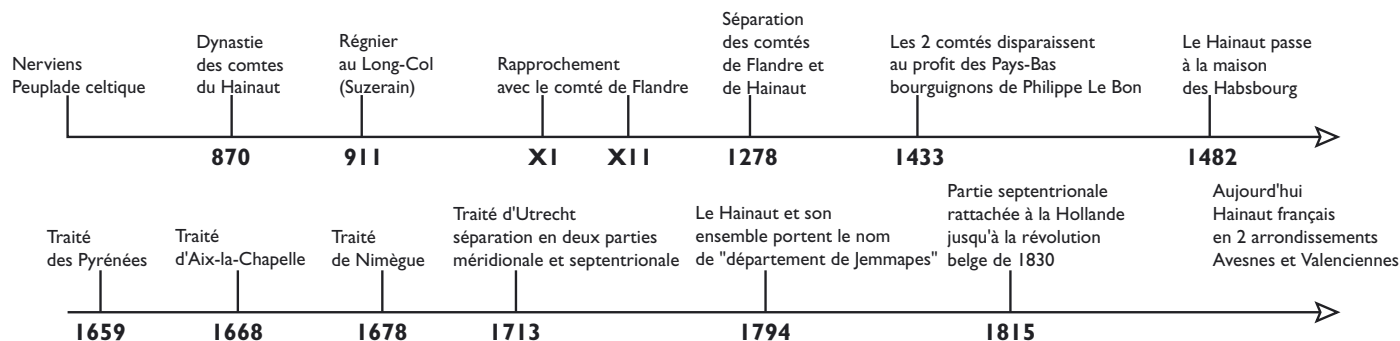 Nerviens
Peuplade celtique
Dynastie
des comtes
du Hainaut
Régnier
au Long-Col
(Suzerain)
Rapprochement
avec le comté de Flandre
Séparation
des comtés
de Flandre et
de Hainaut
Les 2 comtés disparaissent
au profit des Pays-Bas
bourguignons de Philippe Le Bon
Le Hainaut passe
à la maison
des Habsbourg
870
911
X1
X11
1278
1433
1482
Traité
des Pyrénées
Traité
d'Aix-la-Chapelle
Traité
de Nimègue
Traité d'Utrecht
séparation en deux parties
méridionale et septentrionale
Le Hainaut et son
ensemble portent le nom
de "département de Jemmapes"
Partie septentrionale
rattachée à la Hollande
jusqu'à la révolution
belge de 1830
Aujourd'hui
Hainaut français
en 2 arrondissements
Avesnes et Valenciennes
1659
1668
1678
1713
1794
1815